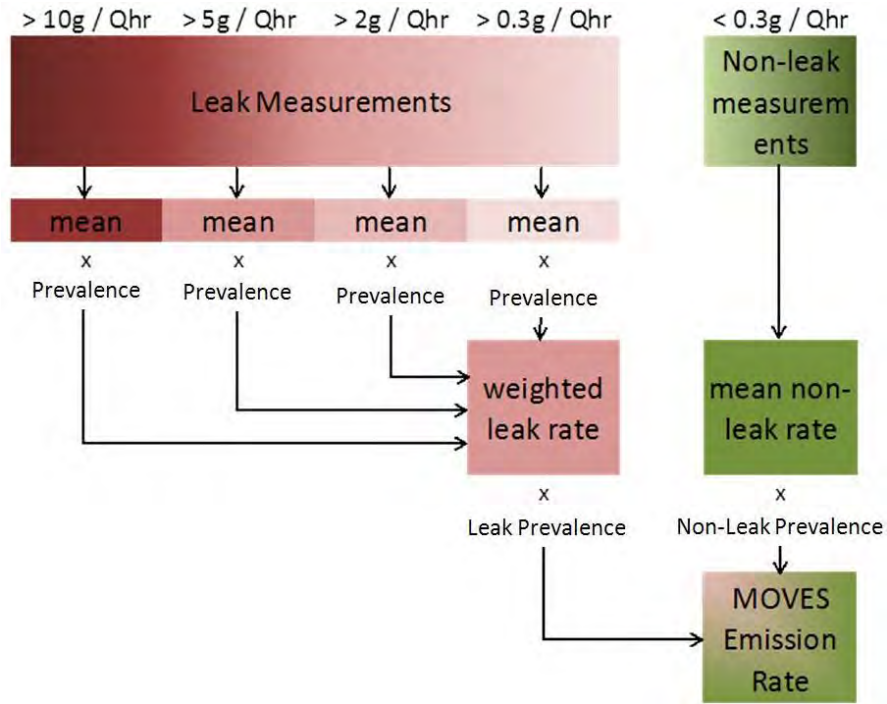 > 10g / Qhr > 5g / Qhr > 2g / Qhr > 0.3g / Qhr < 0.3g / Qhr
Leak Measurements
Non-leak
measurem
ents
mean mean mean mean
x x x x
Prevalence Prevalence Prevalence Prevalence
weighted
leak rate
mean non-
leak rate
x x
Leak Prevalence Non-Leak Prevalence
MOVES
Emission
Rate